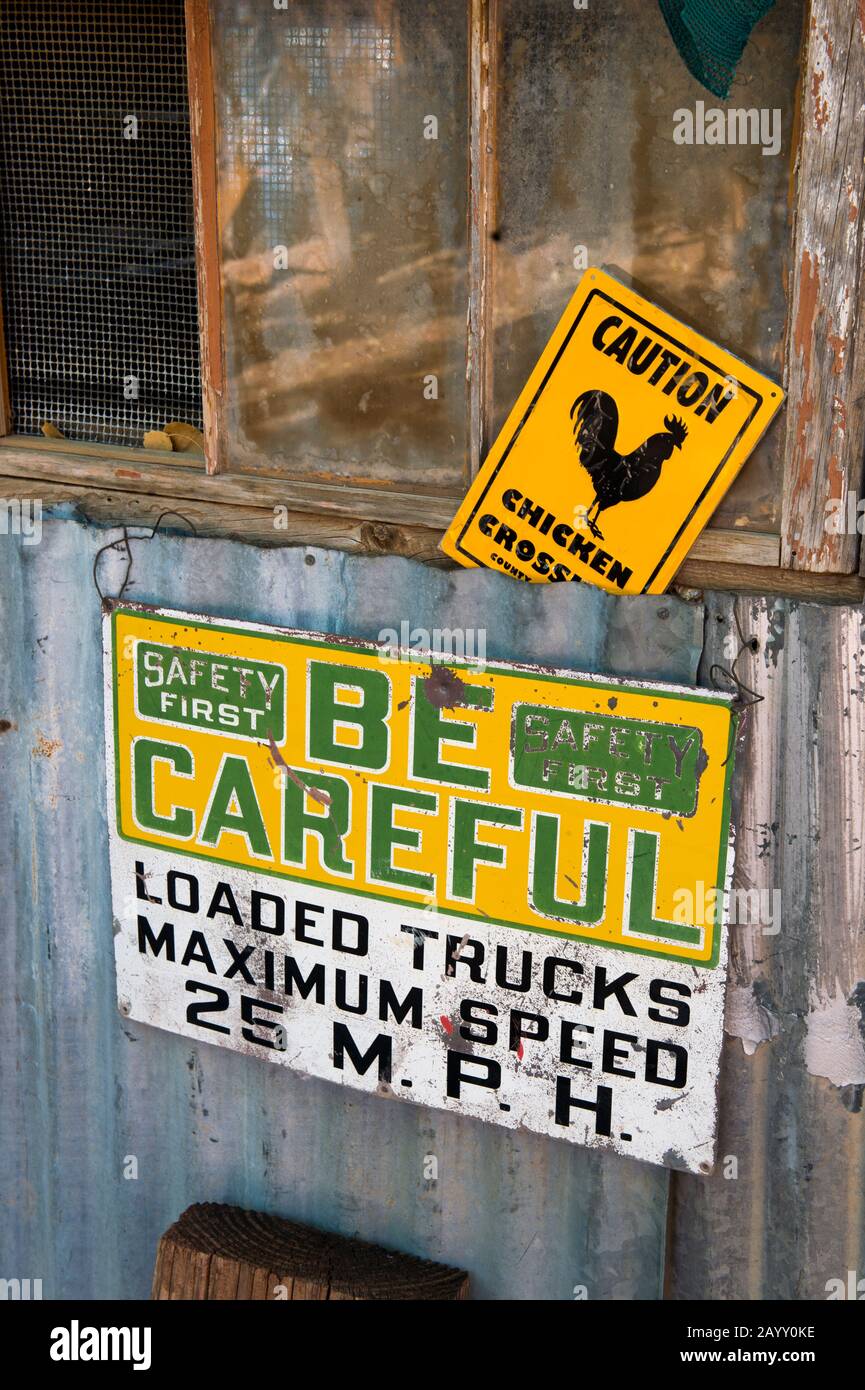 CAUTION
CHICKEN
COUNTY
SAFETY
FIRST
BE
SAFETY
FIRST
CAREFUL
LOADED TRUCKS
MAXIMUM SPEED
25 M. P. H.
alamy
Image ID: 2AYY0KE
www.alamy.com